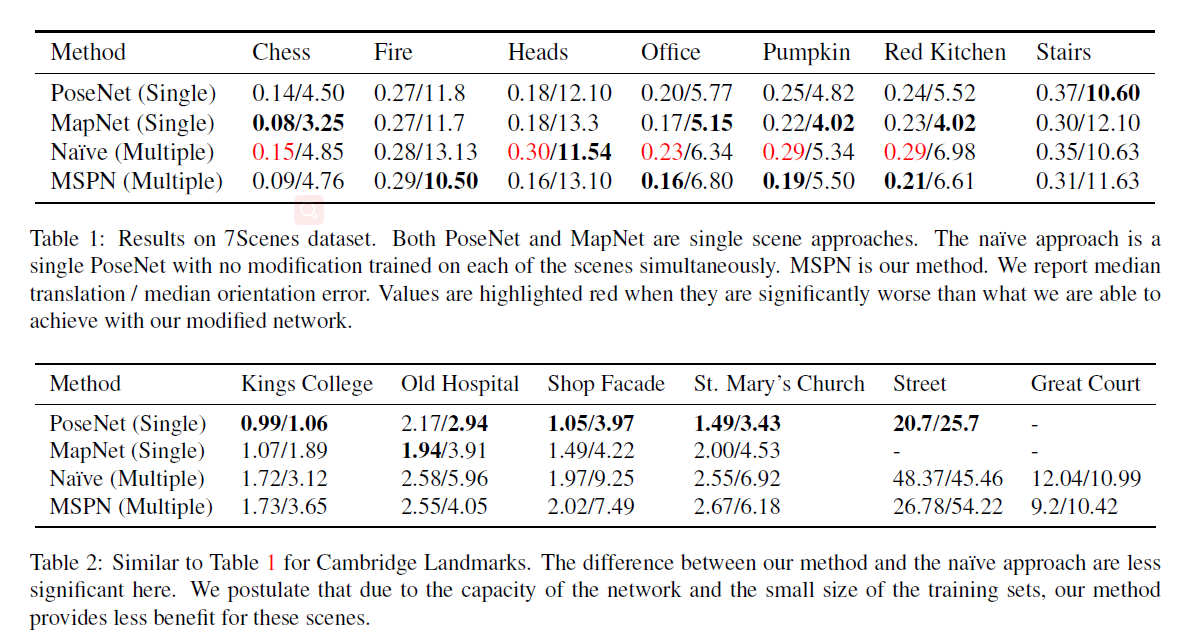 Method Chess Fire Heads Office Pumpkin Red Kitchen Stairs
PoseNet (Single) 0.14/4.50 0.27/11.8 0.18/12.10 0.20/5.77 0.25/4.82 0.24/5.52 0.37/10.60
MapNet (Single) 0.08/3.25 0.27/11.7 0.18/13.3 0.17/5.15 0.22/4.02 0.23/4.02 0.30/12.10
Naïve (Multiple) 0.15/4.85 0.28/13.13 0.30/11.54 0.23/6.34 0.29/5.34 0.29/6.98 0.35/10.63
MSPN (Multiple) 0.09/4.76 0.29/10.50 0.16/13.10 0.16/6.80 0.19/5.50 0.21/6.61 0.31/11.63
Table 1: Results on 7Scenes dataset. Both PoseNet and MapNet are single scene approaches. The naïve approach is a
single PoseNet with no modification trained on each of the scenes simultaneously. MSPN is our method. We report median
translation / median orientation error. Values are highlighted red when they are significantly worse than what we are able to
achieve with our modified network.
Method Kings College Old Hospital Shop Facade St. Mary's Church Street Great Court
PoseNet (Single) 0.99/1.06 2.17/2.94 1.05/3.97 1.49/3.43 20.7/25.7 -
MapNet (Single) 1.07/1.89 1.94/3.91 1.49/4.22 2.00/4.53 - -
Naïve (Multiple) 1.72/3.12 2.58/5.96 1.97/9.25 2.55/6.92 48.37/45.46 12.04/10.99
MSPN (Multiple) 1.73/3.65 2.55/4.05 2.02/7.49 2.67/6.18 26.78/54.22 9.2/10.42
Table 2: Similar to Table 1 for Cambridge Landmarks. The difference between our method and the naïve approach are less
significant here. We postulate that due to the capacity of the network and the small size of the training sets, our method
provides less benefit for these scenes.